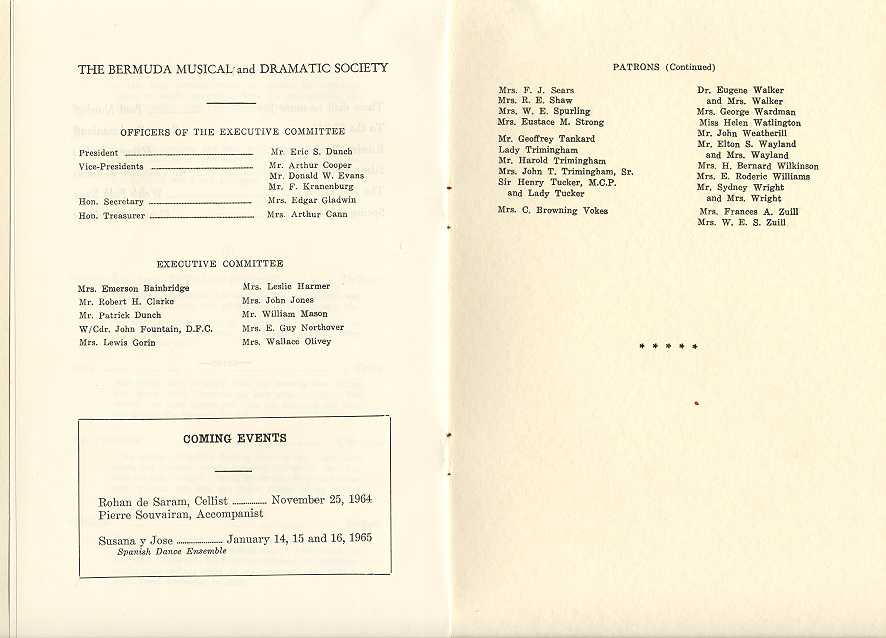 THE BERMUDA MUSICAL and DRAMATIC SOCIETY
OFFICERS OF THE EXECUTIVE COMMITTEE
President Mr. Eric S. Dunch
Vice-Presidents Mr. Arthur Cooper
Mr. Donald W. Evans
Mr. F. Kranenburg
Hon. Secretary Mrs. Edgar Gladwin
Hon. Treasurer Mrs. Arthur Cann
EXECUTIVE COMMITTEE
Mrs. Emerson Bainbridge
Mr. Robert H. Clarke
Mr. Patrick Dunch
W/Cdr. John Fountain, D.F.C.
Mrs. Lewis Gorin
Mrs. Leslie Harmer
Mrs. John Jones
Mr. William Mason
Mrs. E. Guy Northover
Mrs. Wallace Olivey
COMING EVENTS
Rohan de Saram, Cellist ............... November 25, 1964
Pierre Souvairan, Accompanist
Susana y Jose .................... January 14, 15 and 16, 1965
Spanish Dance Ensemble
PATRONS (Continued)
Mrs. F. J. Sears
Mrs. R. E. Shaw
Mrs. W. E. Spurling
Mrs. Eustace M. Strong
Mr. Geoffrey Tankard
Lady Trimingham
Mr. Harold Trimingham
Mrs. John T. Trimingham, Sr.
Sir Henry Tucker, M.C.P.
and Lady Tucker
Mrs. C. Browning Vokes
Dr. Eugene Walker
and Mrs. Walker
Mrs. George Wardman
Miss Helen Watlington
Mr. John Weatherill
Mr. Elton S. Wayland
and Mrs. Wayland
Mrs. H. Bernard Wilkinson
Mrs. E. Roderic Williams
Mr. Sydney Wright
and Mrs. Wright
Mrs. Frances A. Zuill
Mrs. W. E. S. Zuill
* * * * *